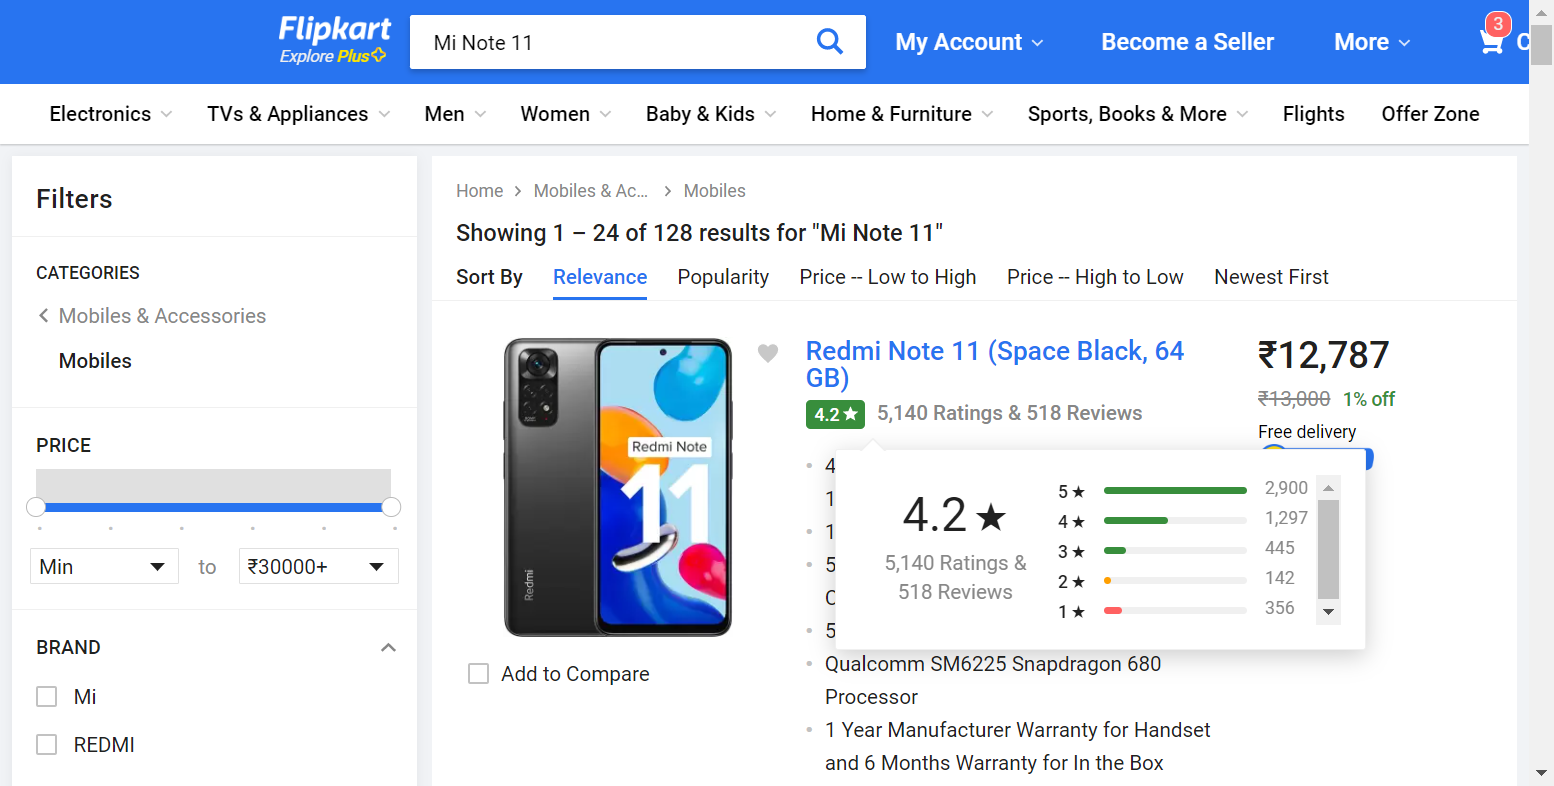 Flipkart
Explore Plus
Mi Note 11
My Account
Become a Seller
More
3
C
Electronics
TVs & Appliances
Men
Women
Baby & Kids
Home & Furniture
Sports, Books & More
Flights
Offer Zone
Filters
CATEGORIES
Mobiles & Accessories
Mobiles
PRICE
Min
to
₹30000+
BRAND
Mi
REDMI
Home
Mobiles & Ac...
Mobiles
Showing 1 – 24 of 128 results for "Mi Note 11"
Sort By
Relevance
Popularity
Price -- Low to High
Price -- High to Low
Newest First
Redmi Note
11
Redmi
Add to Compare
Redmi Note 11 (Space Black, 64
GB)
4.2★
5,140 Ratings & 518 Reviews
4
1
1
5
5
4.2★
5,140 Ratings &
518 Reviews
5★ 2,900
4★ 1,297
3★ 445
2★ 142
1★ 356
Qualcomm SM6225 Snapdragon 680
Processor
1 Year Manufacturer Warranty for Handset
and 6 Months Warranty for In the Box
₹12,787
₹13,000 1% off
Free delivery